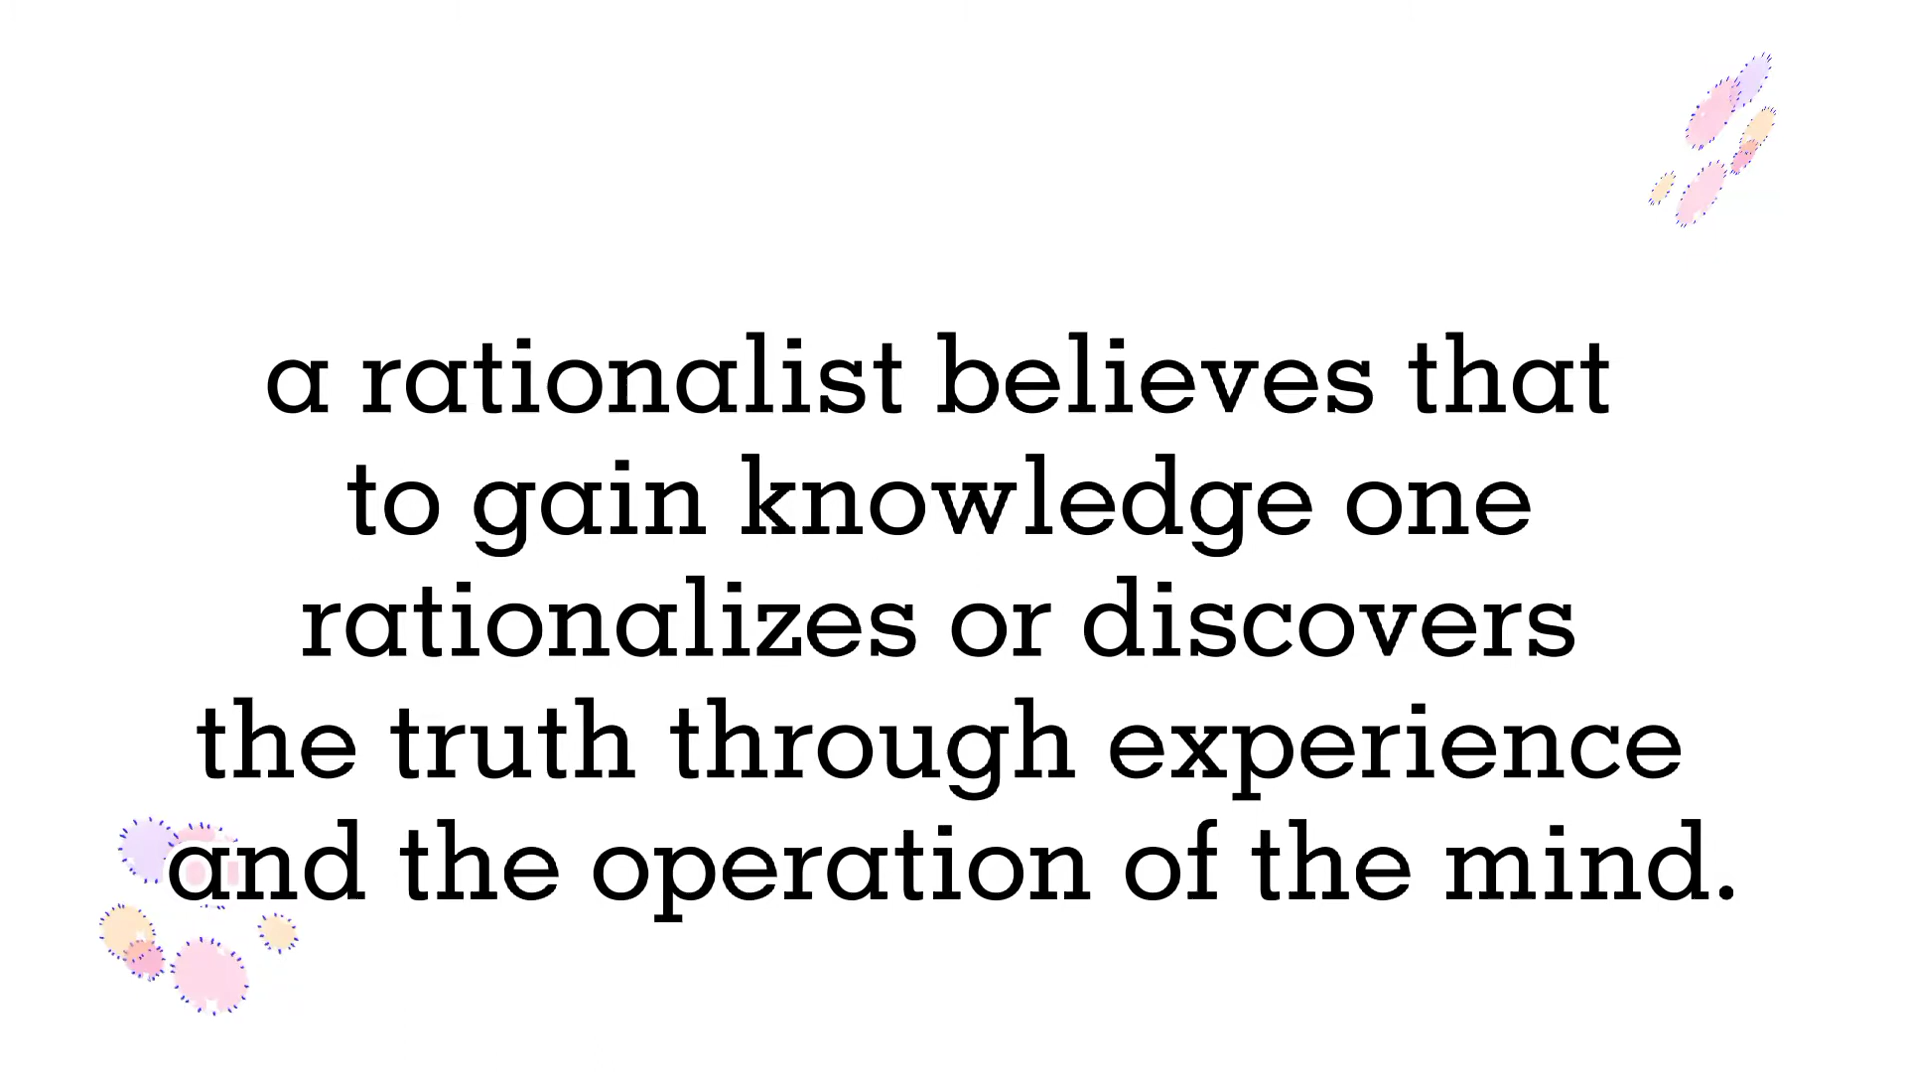 a rationalist believes that
to gain knowledge one
rationalizes or discovers
the truth through experience
and the operation of the mind.